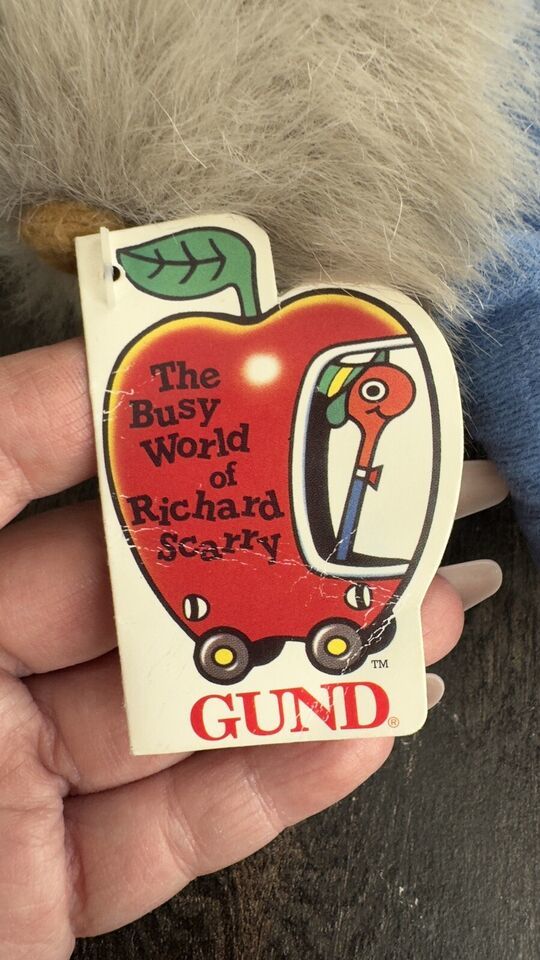 The
Busy
World
of
Richard
Scarry
TM
GUND®